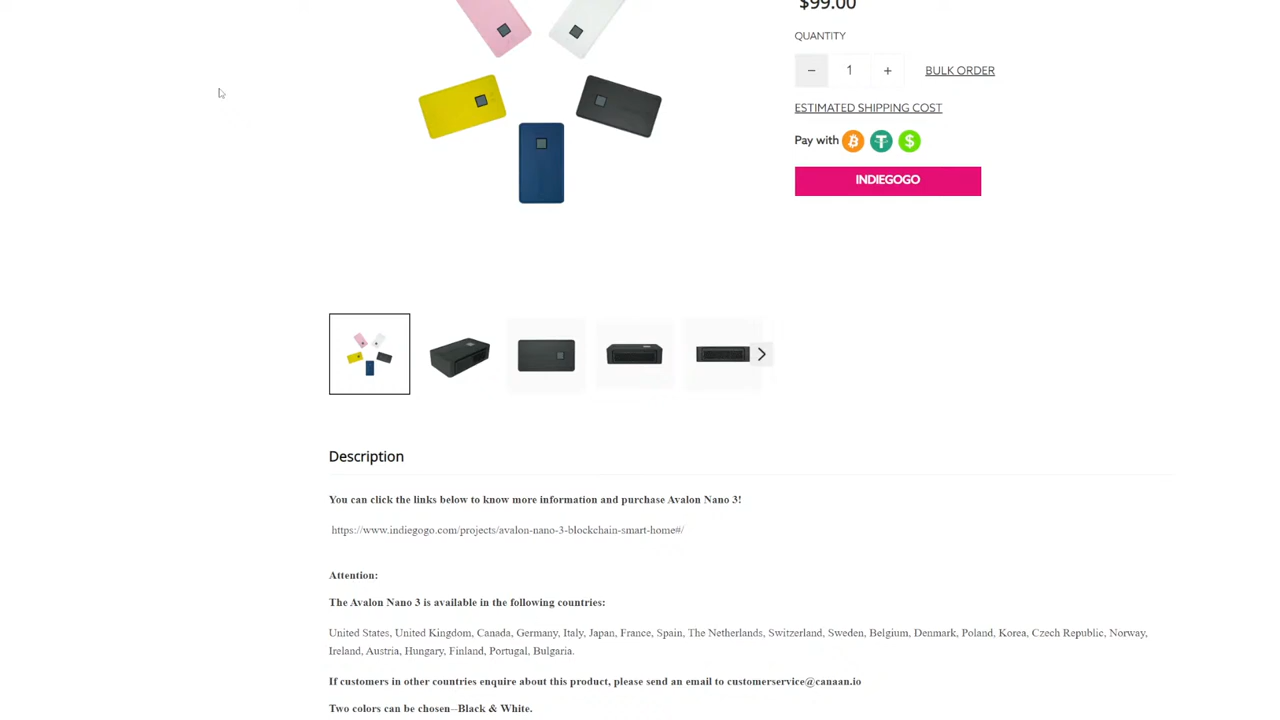 $99.00
QUANTITY
− 1 + BULK ORDER
ESTIMATED SHIPPING COST
Pay with
INDIEGOGO
Description
You can click the links below to know more information and purchase Avalon Nano 3!
https://www.indiegogo.com/projects/avalon-nano-3-blockchain-smart-home#/
Attention:
The Avalon Nano 3 is available in the following countries:
United States, United Kingdom, Canada, Germany, Italy, Japan, France, Spain, The Netherlands, Switzerland, Sweden, Belgium, Denmark, Poland, Korea, Czech Republic, Norway,
Ireland, Austria, Hungary, Finland, Portugal, Bulgaria.
If customers in other countries enquire about this product, please send an email to customerservice@canaan.io
Two colors can be chosen--Black & White.